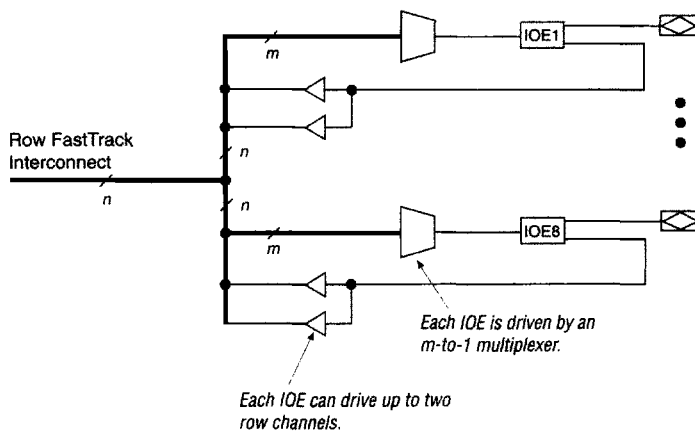 m
IOE1
Row FastTrack
Interconnect
n
n
n
m
IOE8
Each IOE is driven by an
m-to-1 multiplexer.
Each IOE can drive up to two
row channels.